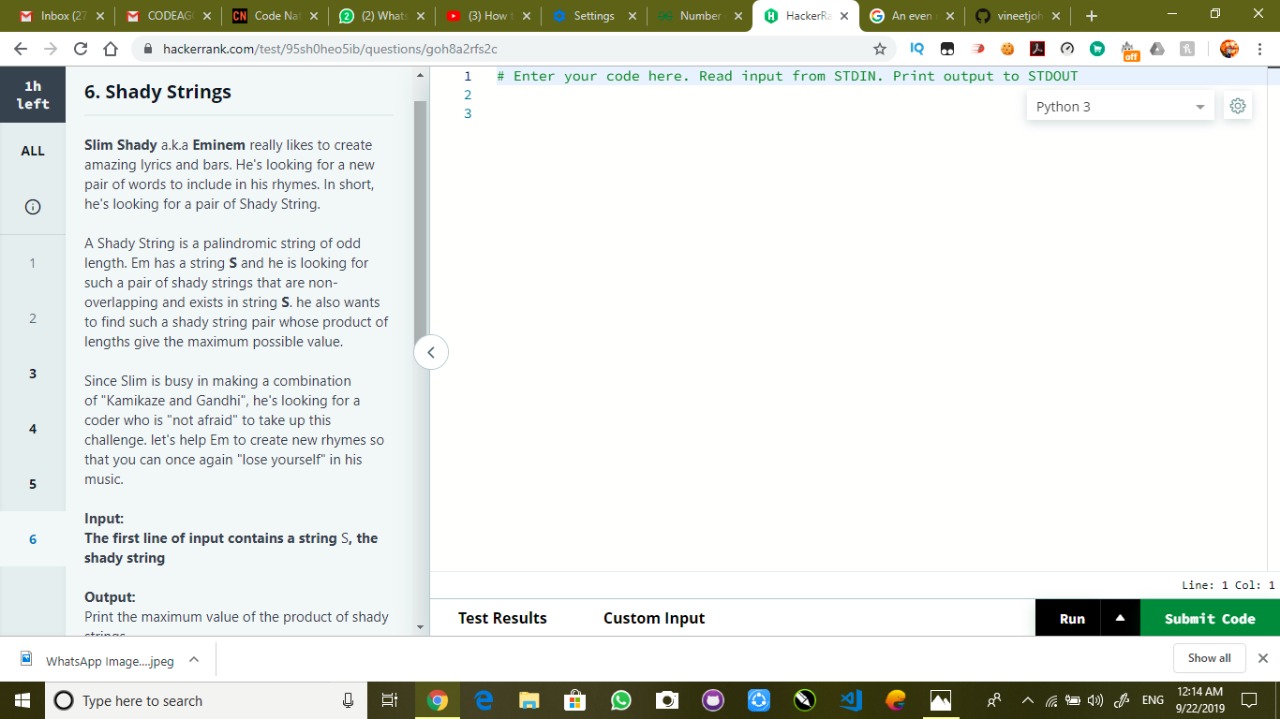 Inbox (27
CODEAG
Code Na
(2) Whats
(3) How t
Settings
Number
HackerRa
An even
vineetjoh
hackerrank.com/test/95sh0heo5ib/questions/goh8a2rfs2c
IQ
off
1h
left
ALL
1
2
3
4
5
6
6. Shady Strings
Slim Shady a.k.a Eminem really likes to create
amazing lyrics and bars. He's looking for a new
pair of words to include in his rhymes. In short,
he's looking for a pair of Shady String.
A Shady String is a palindromic string of odd
length. Em has a string S and he is looking for
such a pair of shady strings that are non-
overlapping and exists in string S. he also wants
to find such a shady string pair whose product of
lengths give the maximum possible value.
Since Slim is busy in making a combination
of "Kamikaze and Gandhi", he's looking for a
coder who is "not afraid" to take up this
challenge. let's help Em to create new rhymes so
that you can once again "lose yourself" in his
music.
Input:
The first line of input contains a string S, the
shady string
Output:
Print the maximum value of the product of shady
strings
1 # Enter your code here. Read input from STDIN. Print output to STDOUT
2
3
Python 3
Line: 1 Col: 1
Test Results
Custom Input
Run
Submit Code
WhatsApp Image....jpeg
Show all
Type here to search
ENG
12:14 AM
9/22/2019